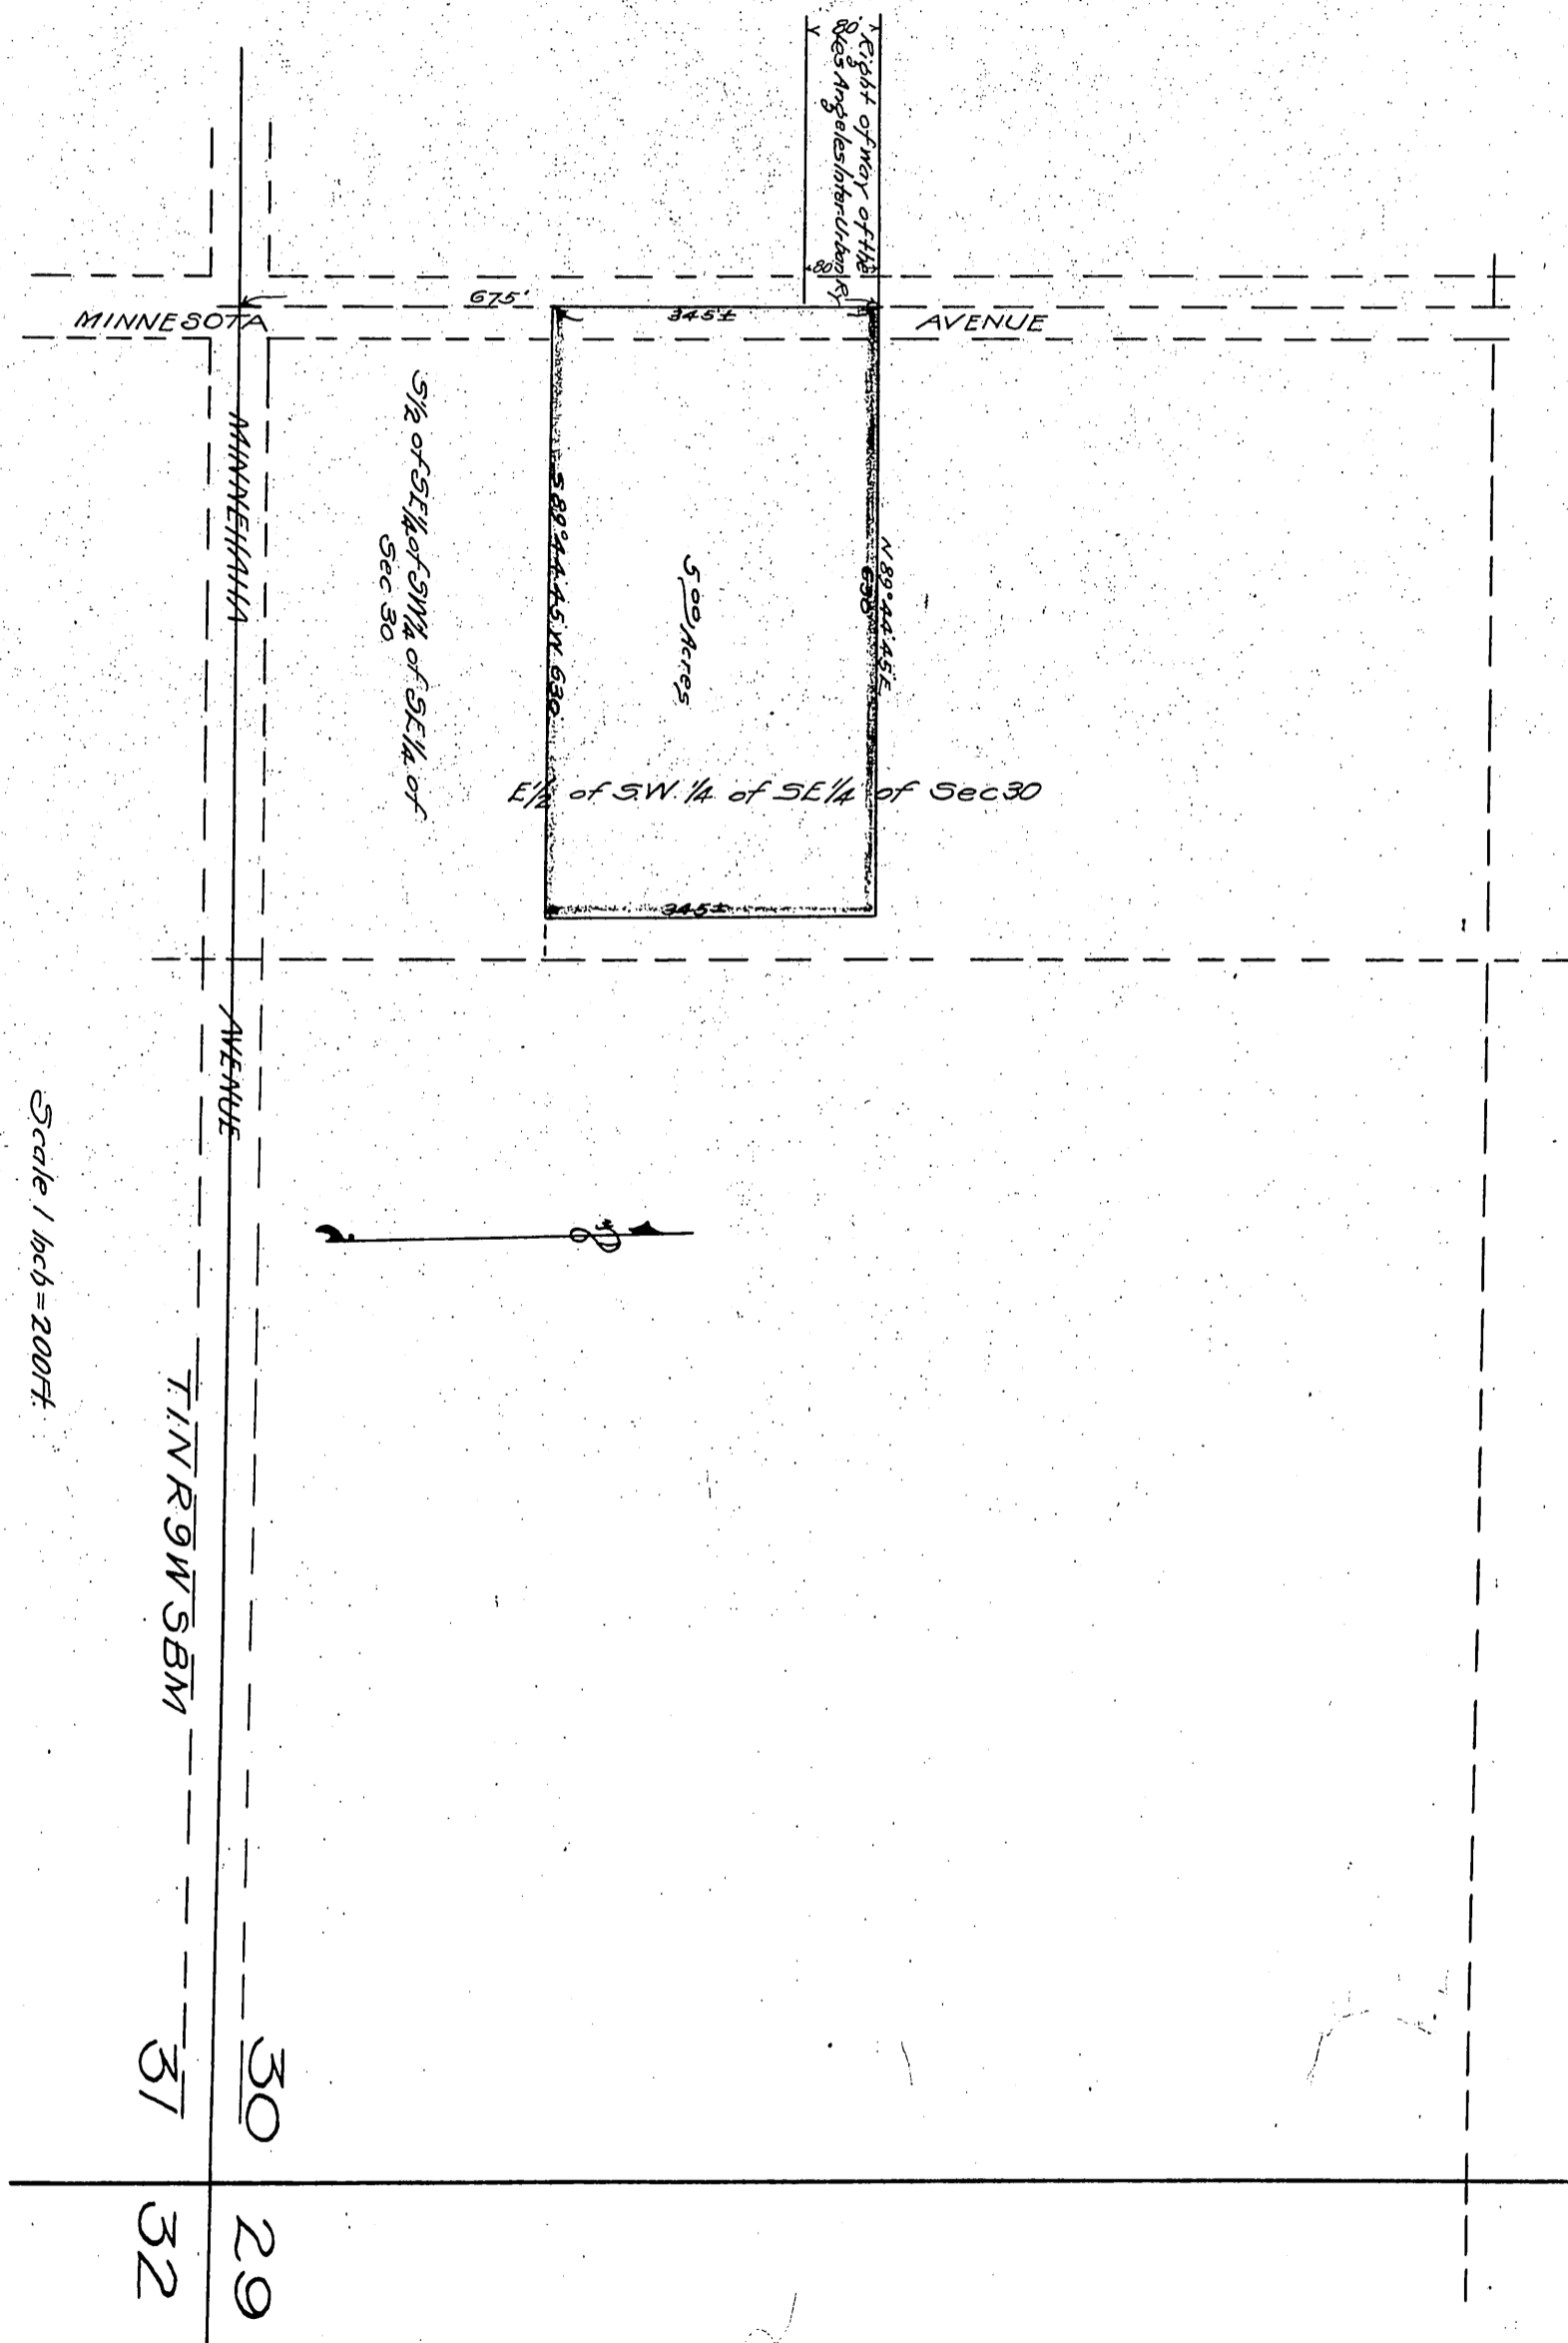 Right of way of the
Los Angeles Inter-Urban Ry.
80'
80'
675'
345±
MINNESOTA AVENUE
MINNEHAHA AVENUE
S½ of SE¼ of SW¼ of SE¼ of
Sec 30
S 89° 44' 45" W. 630'
5.00 Acres
N 89° 44' 45" E
630
E½ of S.W. ¼ of SE¼ of Sec 30
345±
Scale 1 Inch = 200 Ft.
T.1.N R 9 W S B M
30
31
29
32